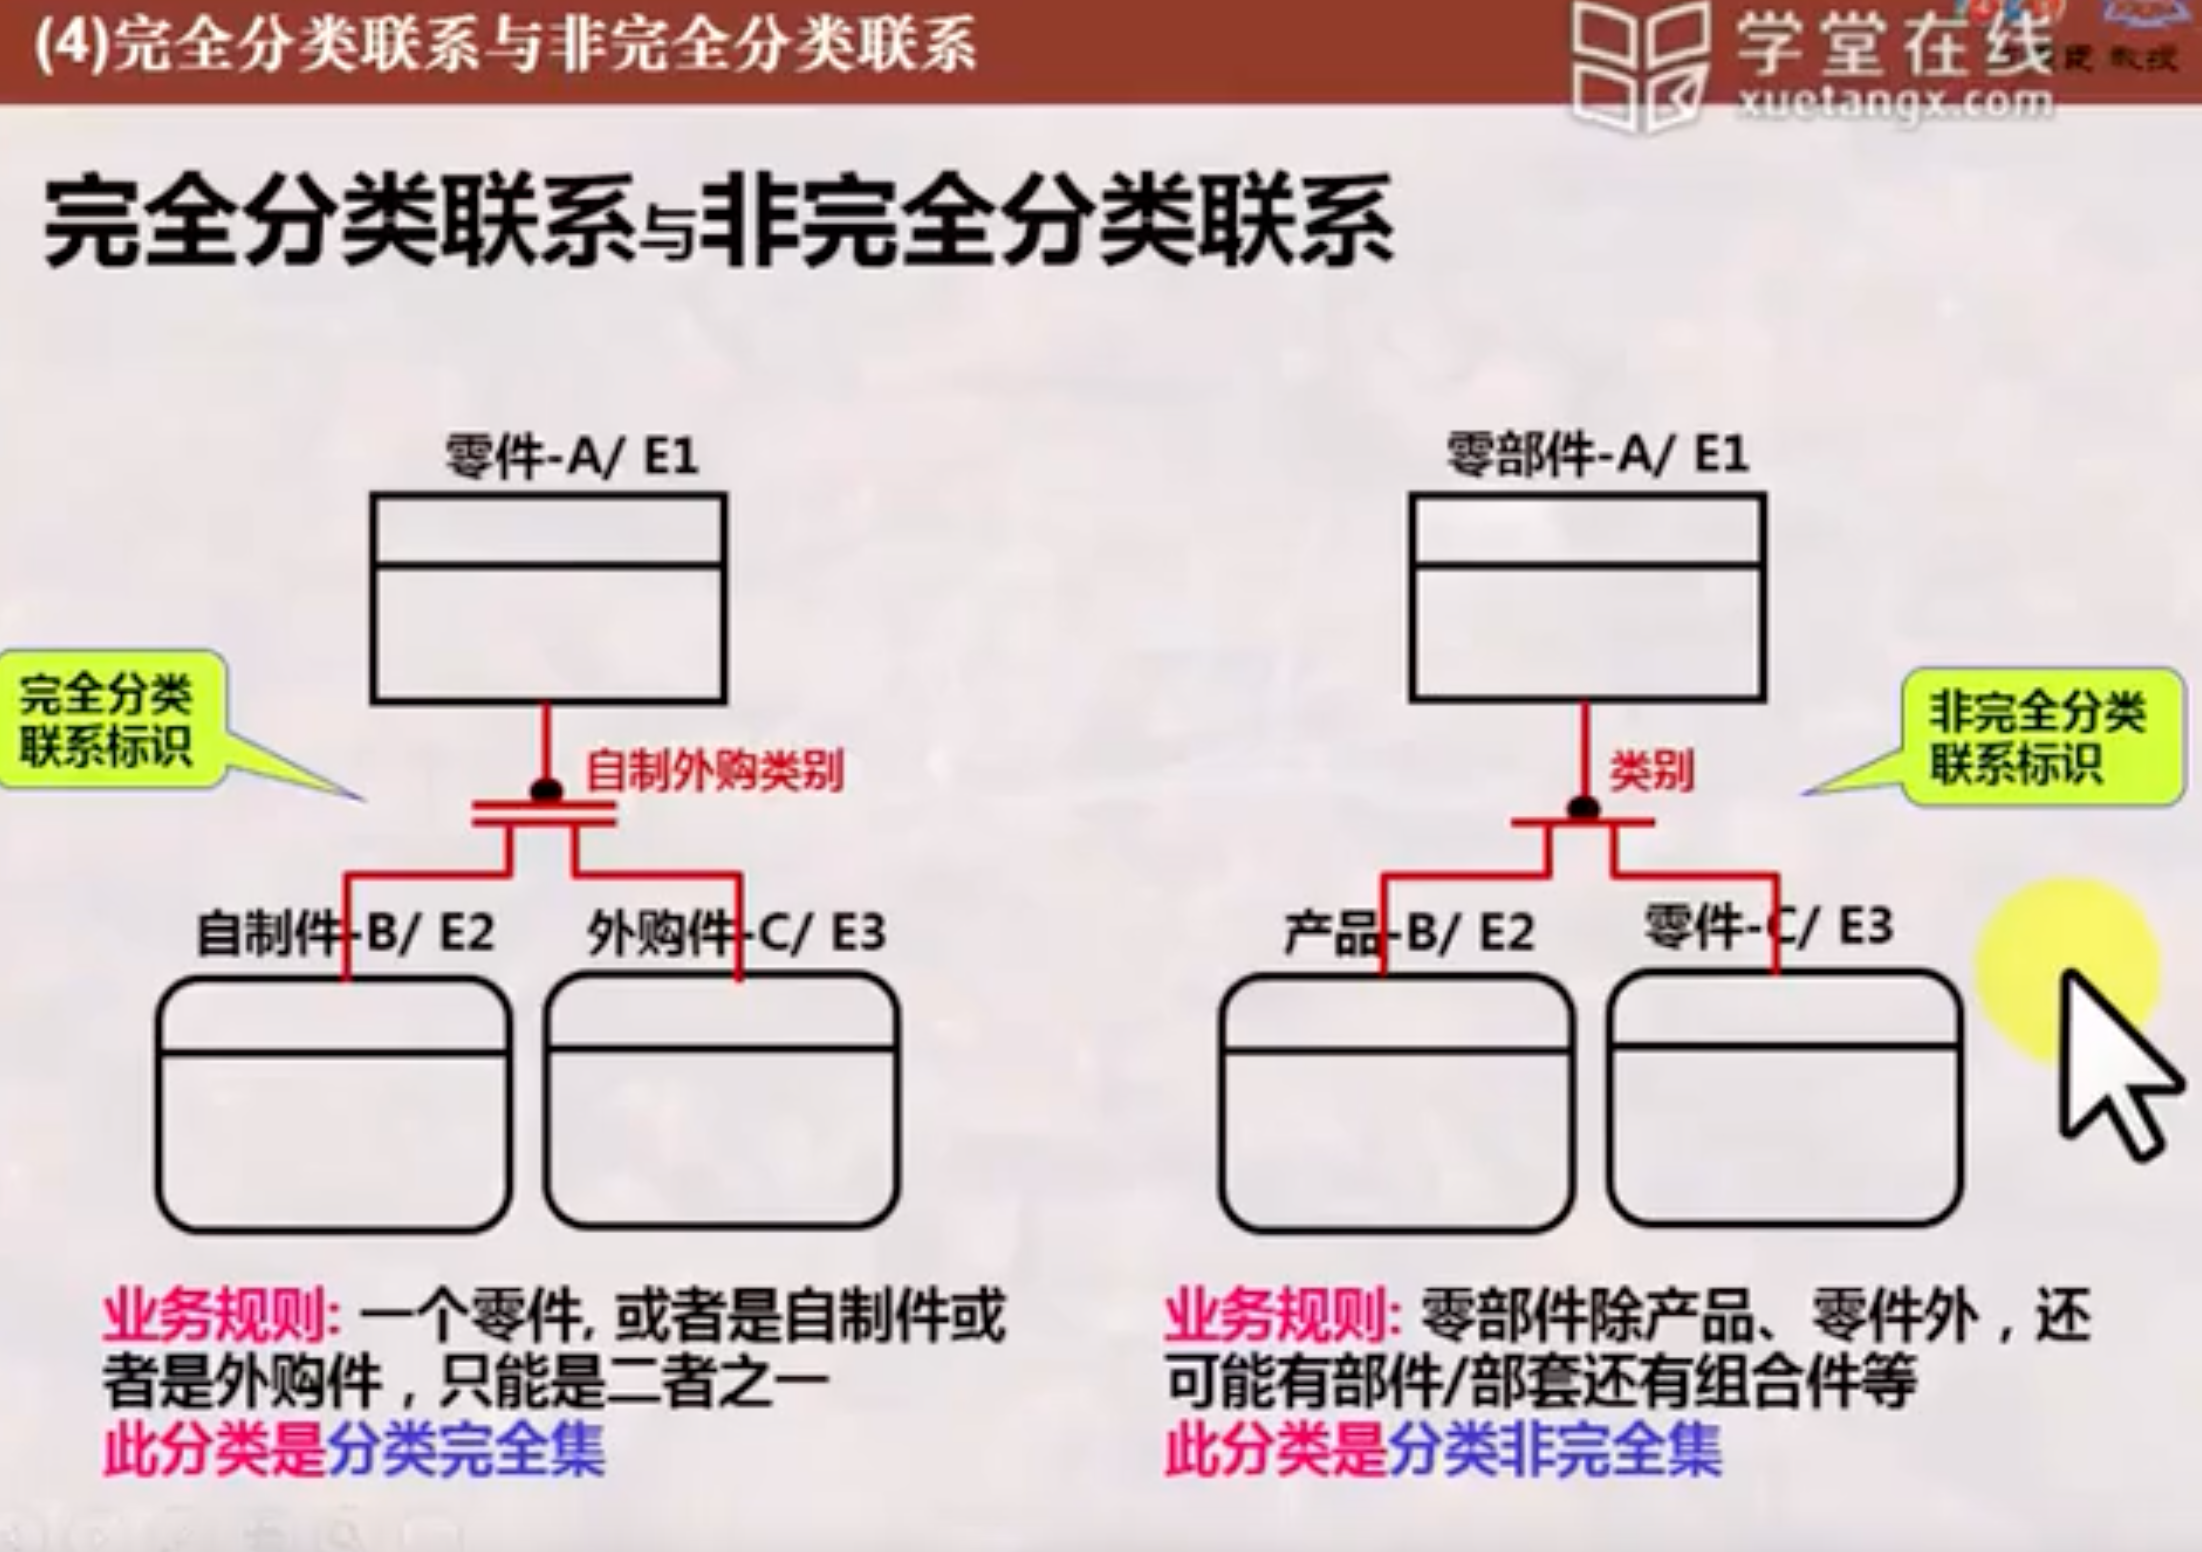 (4)完全分类联系与非完全分类联系
学堂在线
教授
xuetangx.com
完全分类联系与非完全分类联系
零件-A/ E1
零部件-A/ E1
完全分类
联系标识
自制外购类别
类别
非完全分类
联系标识
自制件-B/ E2
外购件-C/ E3
产品-B/ E2
零件-C/ E3
业务规则: 一个零件, 或者是自制件或
者是外购件，只能是二者之一
此分类是分类完全集
业务规则: 零部件除产品、零件外，还
可能有部件/部套还有组合件等
此分类是分类非完全集